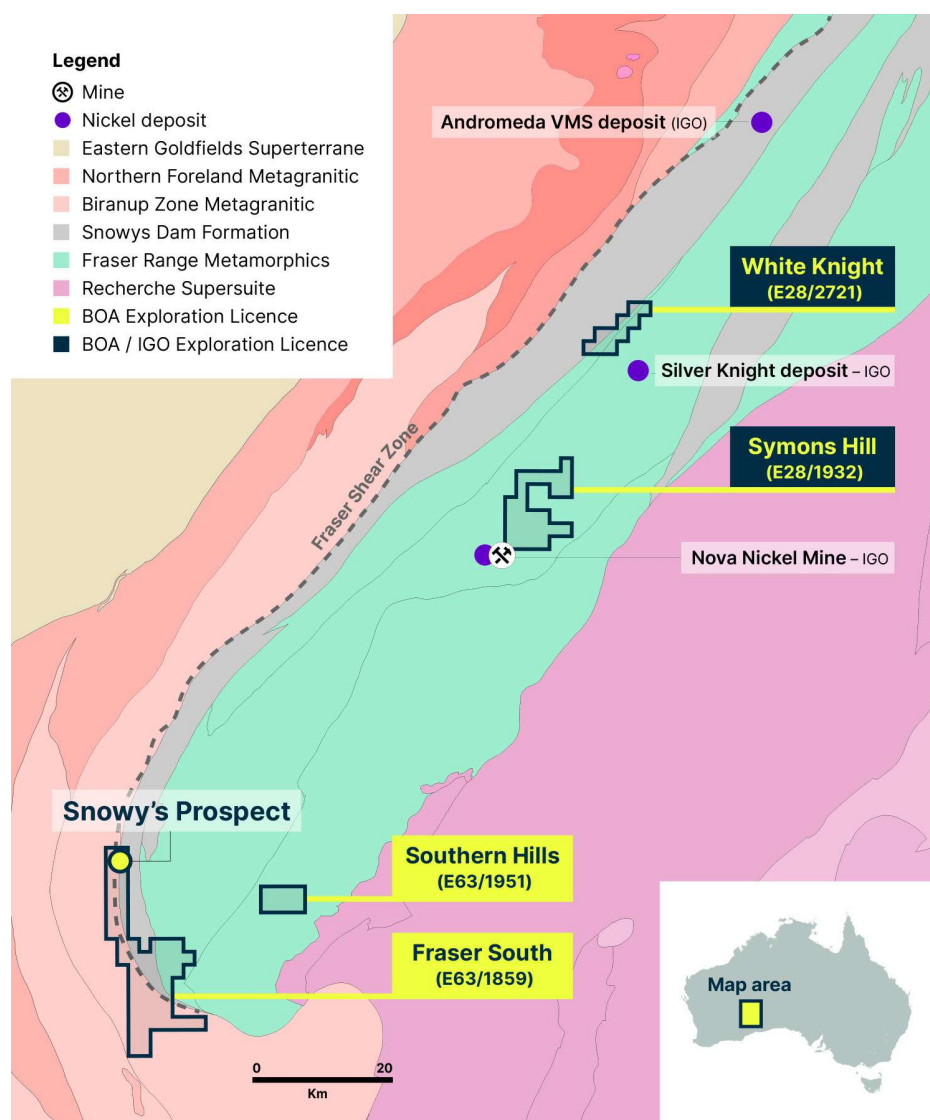 Legend
Mine
Nickel deposit
Eastern Goldfields Superterrane
Northern Foreland Metagranitic
Biranup Zone Metagranitic
Snowys Dam Formation
Fraser Range Metamorphics
Recherche Supersuite
BOA Exploration Licence
BOA / IGO Exploration Licence
Andromeda VMS deposit (IGO)
White Knight
(E28/2721)
Silver Knight deposit – IGO
Symons Hill
(E28/1932)
Fraser Shear Zone
Nova Nickel Mine – IGO
Snowy's Prospect
Southern Hills
(E63/1951)
Fraser South
(E63/1859)
Map area
0 20
Km